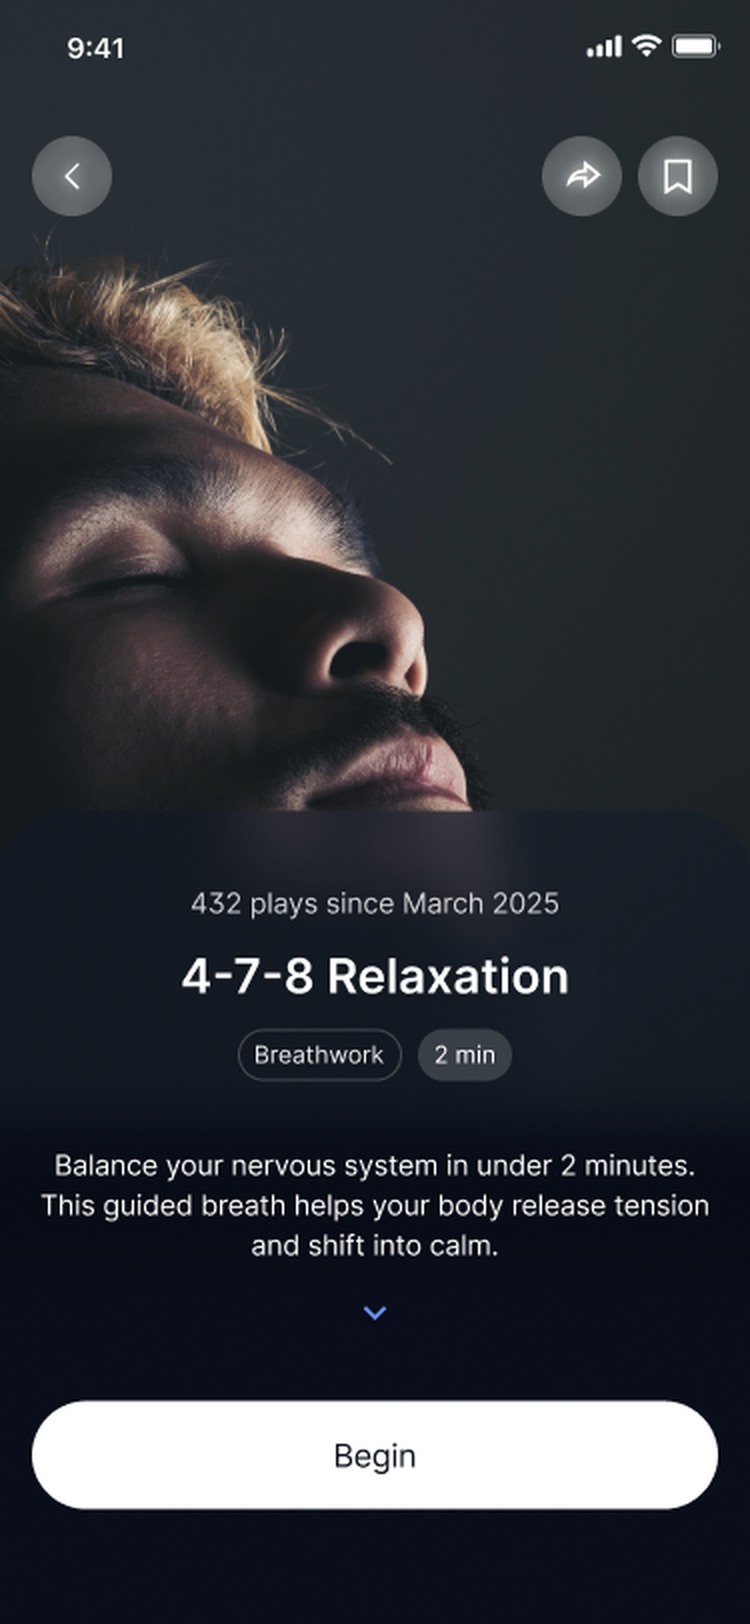 9:41
432 plays since March 2025
4-7-8 Relaxation
Breathwork 2 min
Balance your nervous system in under 2 minutes.
This guided breath helps your body release tension
and shift into calm.
Begin